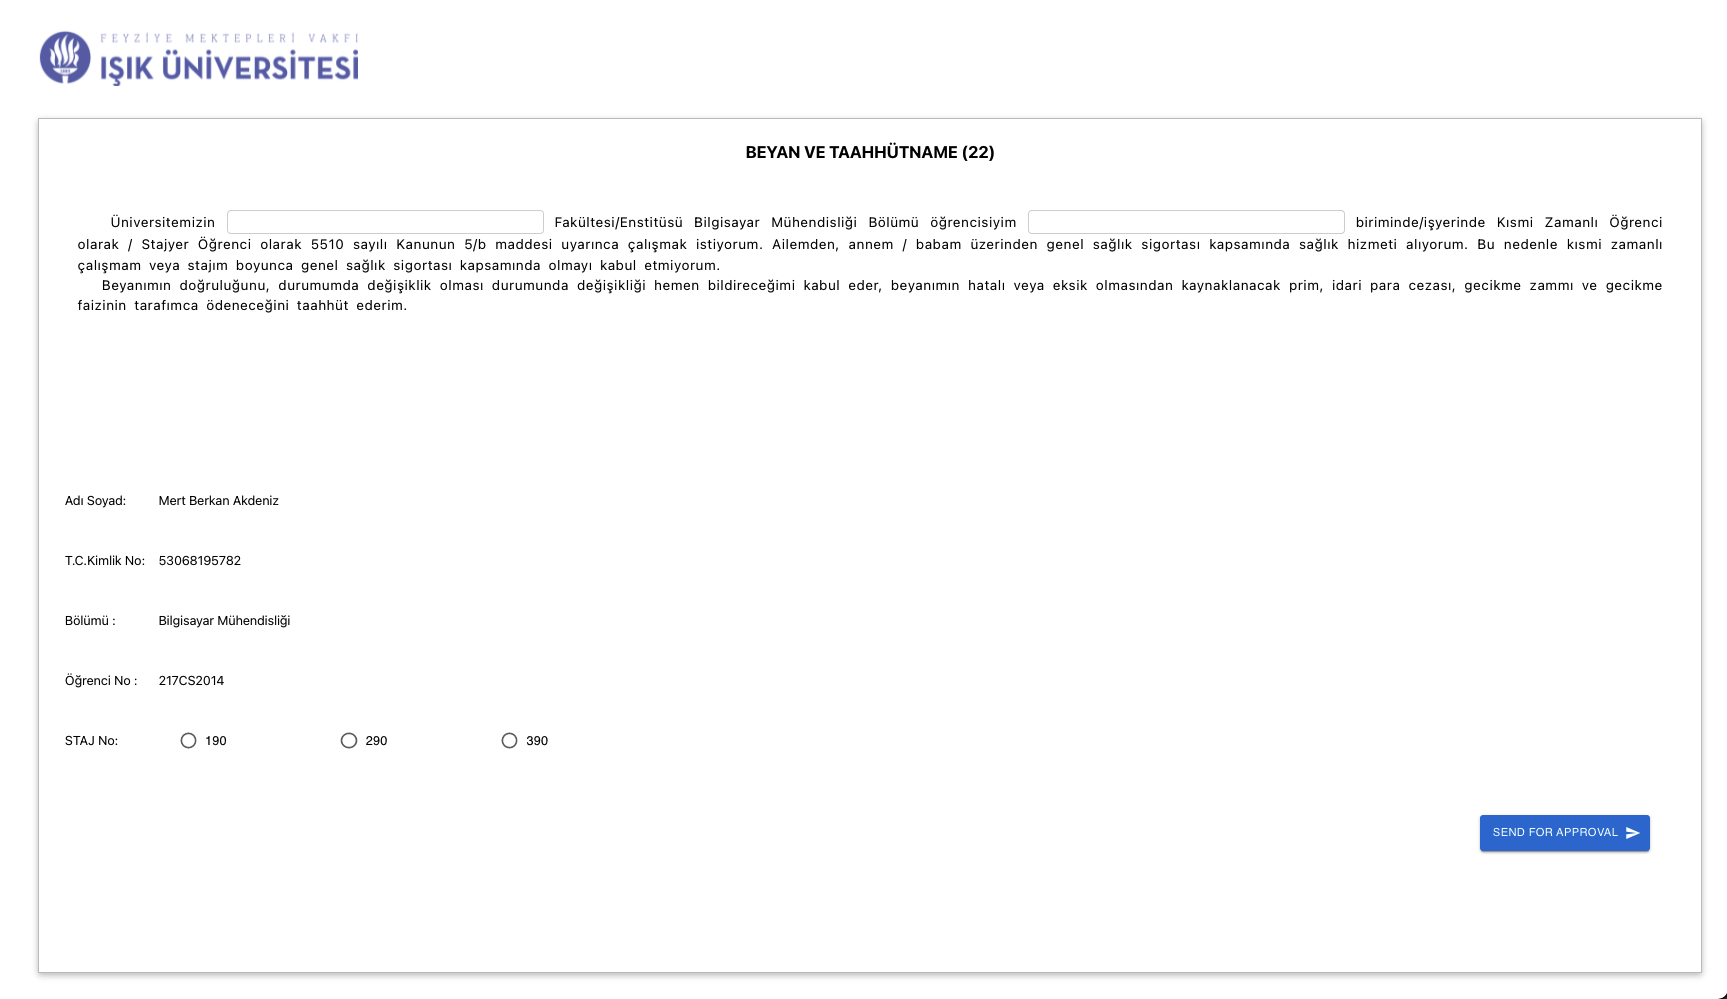 FEYZİYE MEKTEPLERİ VAKFI
IŞIK ÜNİVERSİTESİ
BEYAN VE TAAHHÜTNAME (22)
Üniversitemizin Fakültesi/Enstitüsü Bilgisayar Mühendisliği Bölümü öğrencisiyim biriminde/işyerinde Kısmi Zamanlı Öğrenci
olarak / Stajyer Öğrenci olarak 5510 sayılı Kanunun 5/b maddesi uyarınca çalışmak istiyorum. Ailemden, annem / babam üzerinden genel sağlık sigortası kapsamında sağlık hizmeti alıyorum. Bu nedenle kısmi zamanlı
çalışmam veya stajım boyunca genel sağlık sigortası kapsamında olmayı kabul etmiyorum.
Beyanımın doğruluğunu, durumumda değişiklik olması durumunda değişikliği hemen bildireceğimi kabul eder, beyanımın hatalı veya eksik olmasından kaynaklanacak prim, idari para cezası, gecikme zammı ve gecikme
faizinin tarafımca ödeneceğini taahhüt ederim.
Adı Soyad: Mert Berkan Akdeniz
T.C.Kimlik No: 53068195782
Bölümü : Bilgisayar Mühendisliği
Öğrenci No : 217CS2014
STAJ No: 190 290 390
SEND FOR APPROVAL